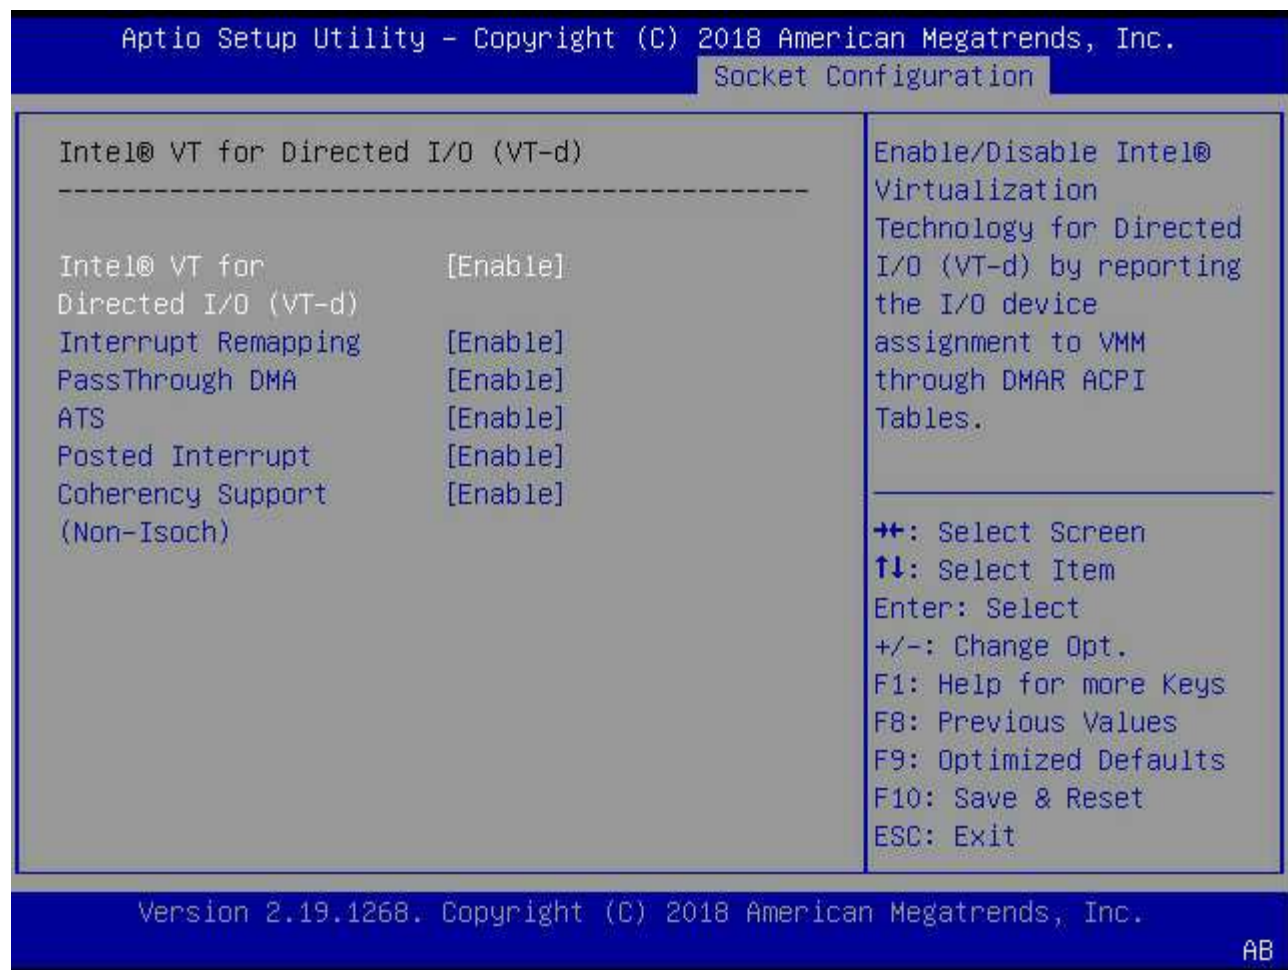 Aptio Setup Utility – Copyright (C) 2018 American Megatrends, Inc.
Socket Configuration
Intel® VT for Directed I/O (VT-d)
------------------------------------------------
Intel® VT for [Enable]
Directed I/O (VT-d)
Interrupt Remapping [Enable]
PassThrough DMA [Enable]
ATS [Enable]
Posted Interrupt [Enable]
Coherency Support [Enable]
(Non-Isoch)
Enable/Disable Intel®
Virtualization
Technology for Directed
I/O (VT-d) by reporting
the I/O device
assignment to VMM
through DMAR ACPI
Tables.
→←: Select Screen
↑↓: Select Item
Enter: Select
+/-: Change Opt.
F1: Help for more Keys
F8: Previous Values
F9: Optimized Defaults
F10: Save & Reset
ESC: Exit
Version 2.19.1268. Copyright (C) 2018 American Megatrends, Inc.
AB